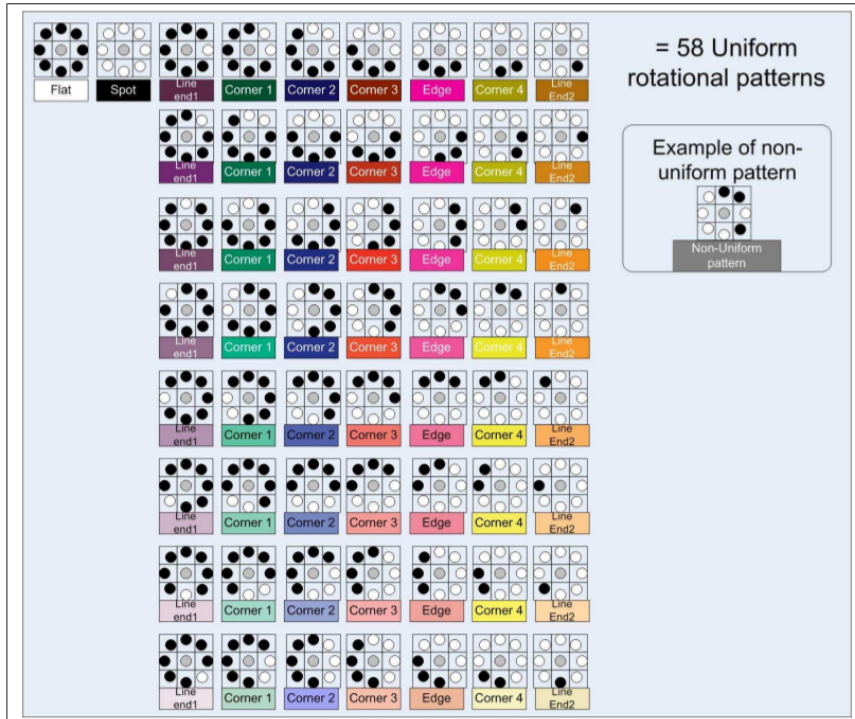 = 58 Uniform
rotational patterns
Flat
Spot
Line
end1
Corner 1
Corner 2
Corner 3
Edge
Corner 4
Line
End2
Line
end1
Corner 1
Corner 2
Corner 3
Edge
Corner 4
Line
End2
Example of non-
uniform pattern
Non-Uniform
pattern
Line
end1
Corner 1
Corner 2
Corner 3
Edge
Corner 4
Line
End2
Line
end1
Corner 1
Corner 2
Corner 3
Edge
Corner 4
Line
End2
Line
end1
Corner 1
Corner 2
Corner 3
Edge
Corner 4
Line
End2
Line
end1
Corner 1
Corner 2
Corner 3
Edge
Corner 4
Line
End2
Line
end1
Corner 1
Corner 2
Corner 3
Edge
Corner 4
Line
End2
Line
end1
Corner 1
Corner 2
Corner 3
Edge
Corner 4
Line
End2